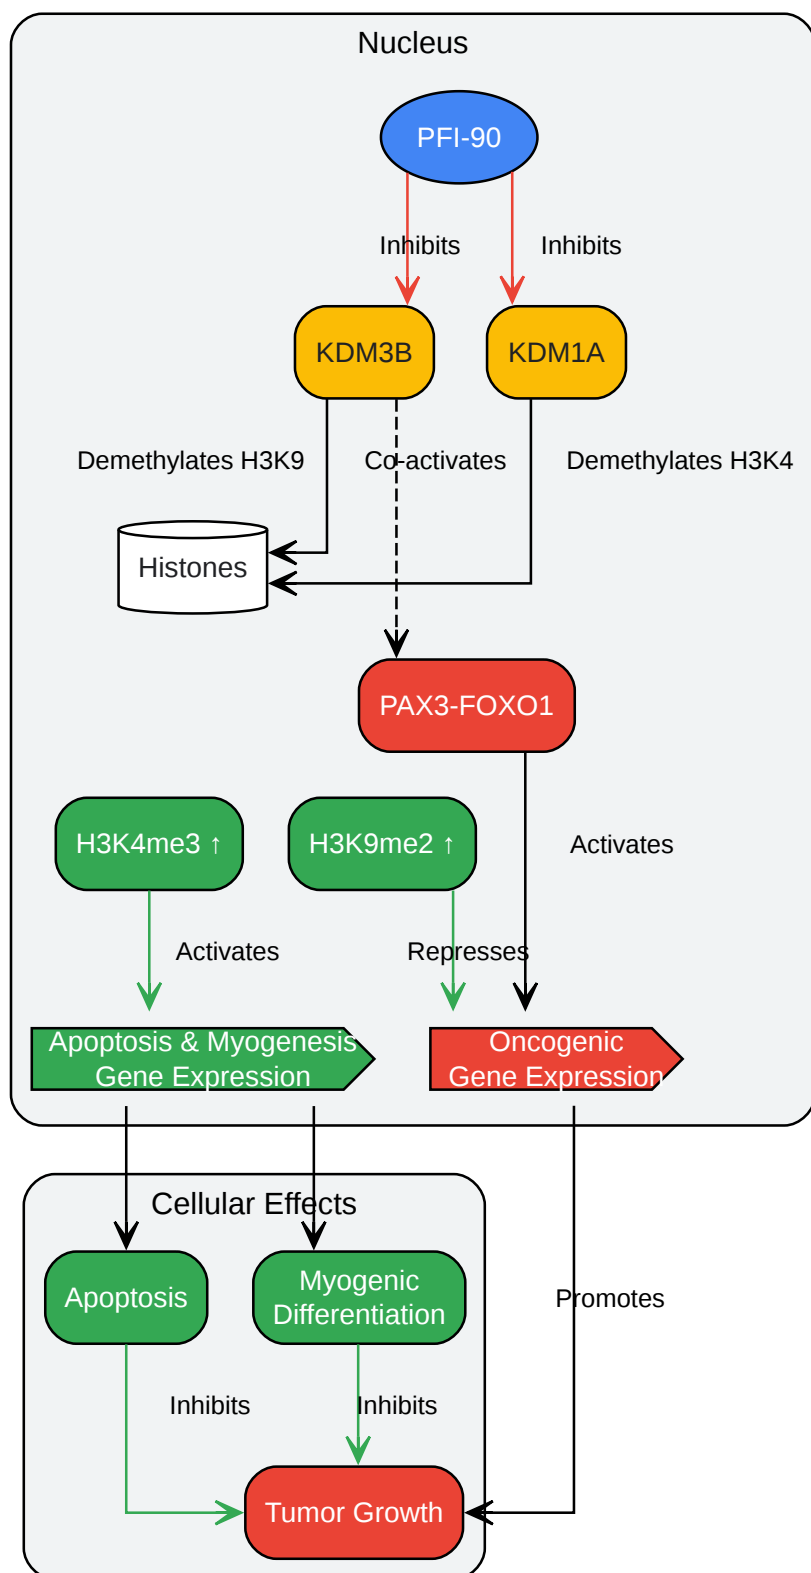 Nucleus
PFI-90
Inhibits
Inhibits
KDM3B
KDM1A
Demethylates H3K9
Co-activates
Demethylates H3K4
Histones
PAX3-FOXO1
H3K4me3 ↑
H3K9me2 ↑
Activates
Activates
Represses
Apoptosis & Myogenesis
Gene Expression
Oncogenic
Gene Expression
Cellular Effects
Apoptosis
Myogenic
Differentiation
Promotes
Inhibits
Inhibits
Tumor Growth